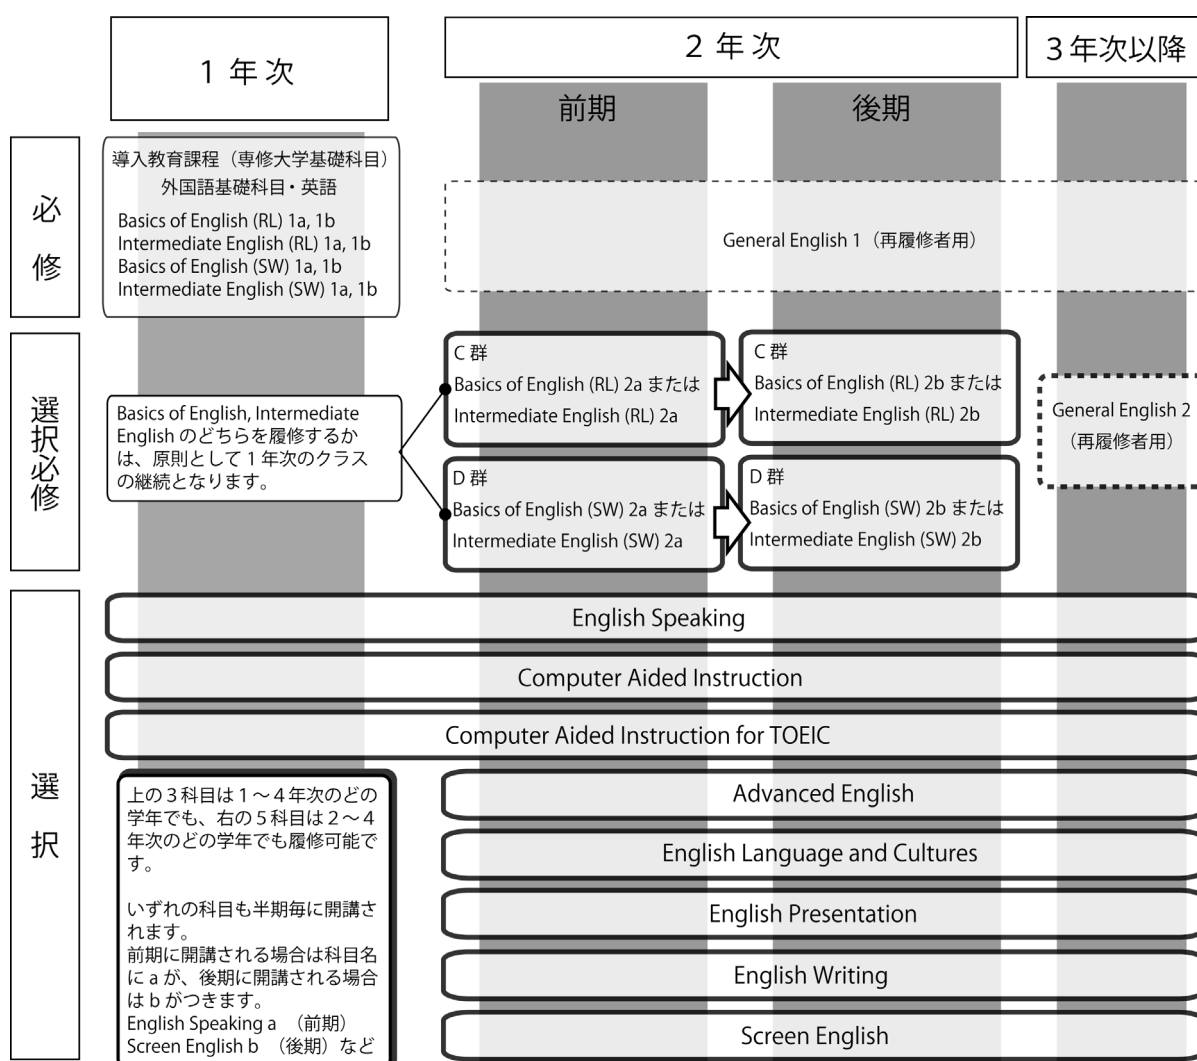 1 年 次
2 年 次
3 年次以降
前期
後期
必修
導入教育課程（専修大学基礎科目）
外国語基礎科目・英語
Basics of English (RL) 1a, 1b
Intermediate English (RL) 1a, 1b
Basics of English (SW) 1a, 1b
Intermediate English (SW) 1a, 1b
General English 1（再履修者用）
選択必修
Basics of English, Intermediate
English のどちらを履修するか
は、原則として 1 年次のクラス
の継続となります。
C 群
Basics of English (RL) 2a または
Intermediate English (RL) 2a
C 群
Basics of English (RL) 2b または
Intermediate English (RL) 2b
D 群
Basics of English (SW) 2a または
Intermediate English (SW) 2a
D 群
Basics of English (SW) 2b または
Intermediate English (SW) 2b
General English 2
（再履修者用）
選択
English Speaking
Computer Aided Instruction
Computer Aided Instruction for TOEIC
上の 3 科目は 1～4 年次のどの
学年でも、右の 5 科目は 2～4
年次のどの学年でも履修可能で
す。
いずれの科目も半期毎に開講さ
れます。
前期に開講される場合は科目名
に a が、後期に開講される場合
は b がつきます。
English Speaking a （前期）
Screen English b （後期）など
Advanced English
English Language and Cultures
English Presentation
English Writing
Screen English